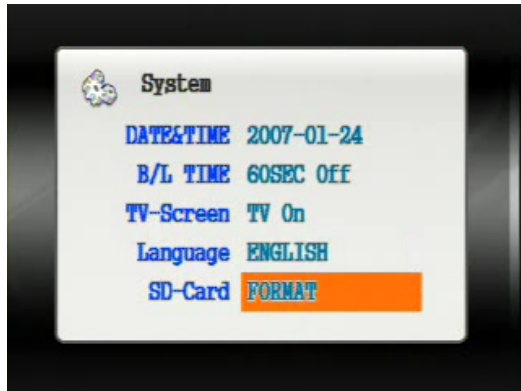 System
DATE&TIME 2007-01-24
B/L TIME 60SEC Off
TV-Screen TV On
Language ENGLISH
SD-Card FORMAT